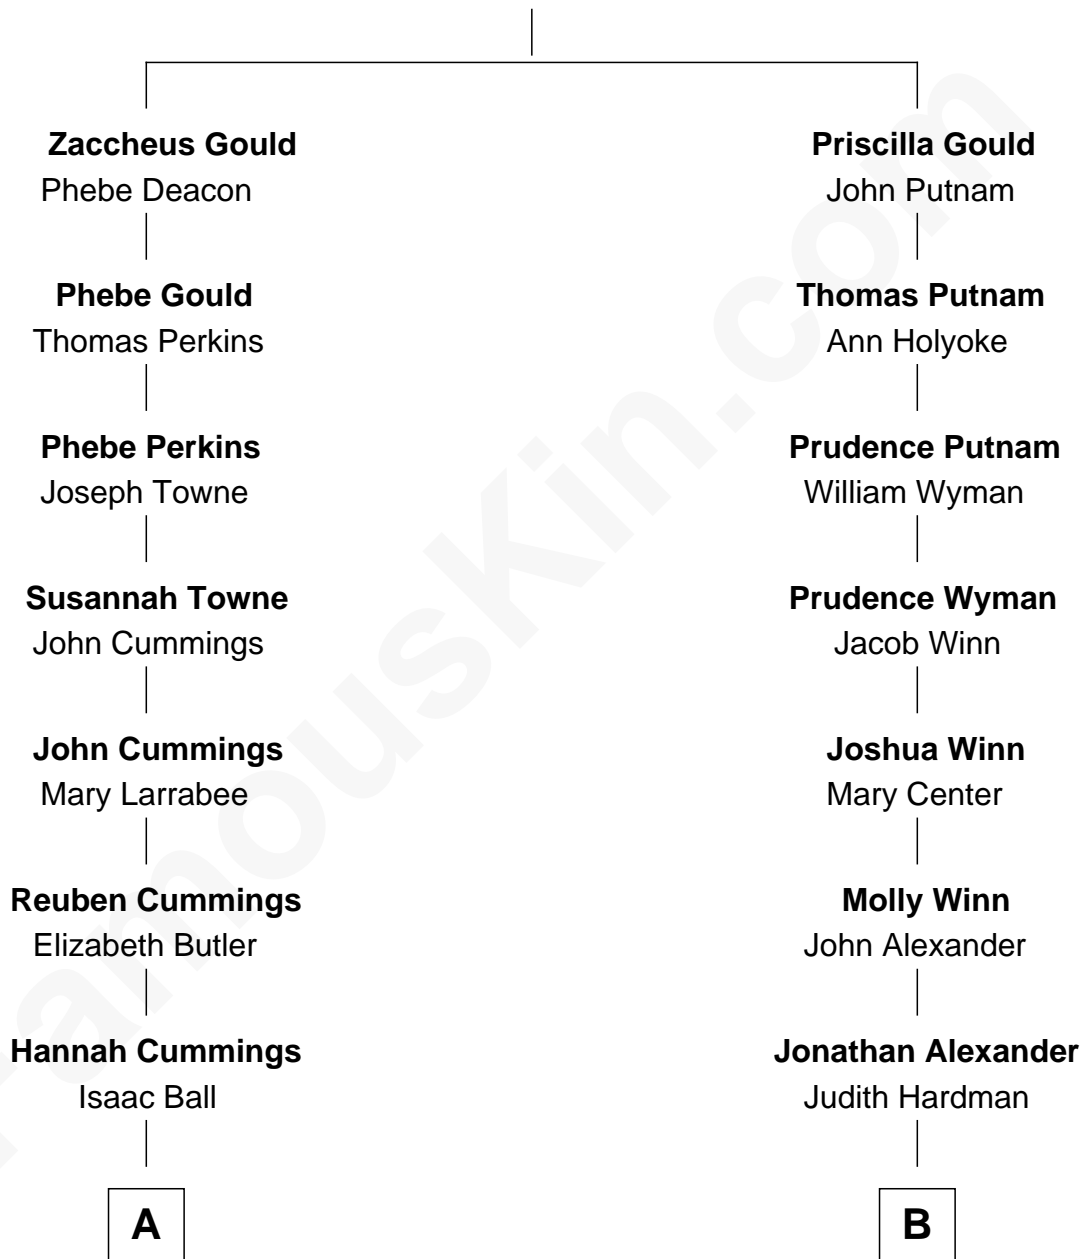 Zaccheus Gould
Phebe Deacon
Phebe Gould
Thomas Perkins
Phebe Perkins
Joseph Towne
Susannah Towne
John Cummings
John Cummings
Mary Larrabee
Reuben Cummings
Elizabeth Butler
Hannah Cummings
Isaac Ball
A
Priscilla Gould
John Putnam
Thomas Putnam
Ann Holyoke
Prudence Putnam
William Wyman
Prudence Wyman
Jacob Winn
Joshua Winn
Mary Center
Molly Winn
John Alexander
Jonathan Alexander
Judith Hardman
B
FamousKin.com